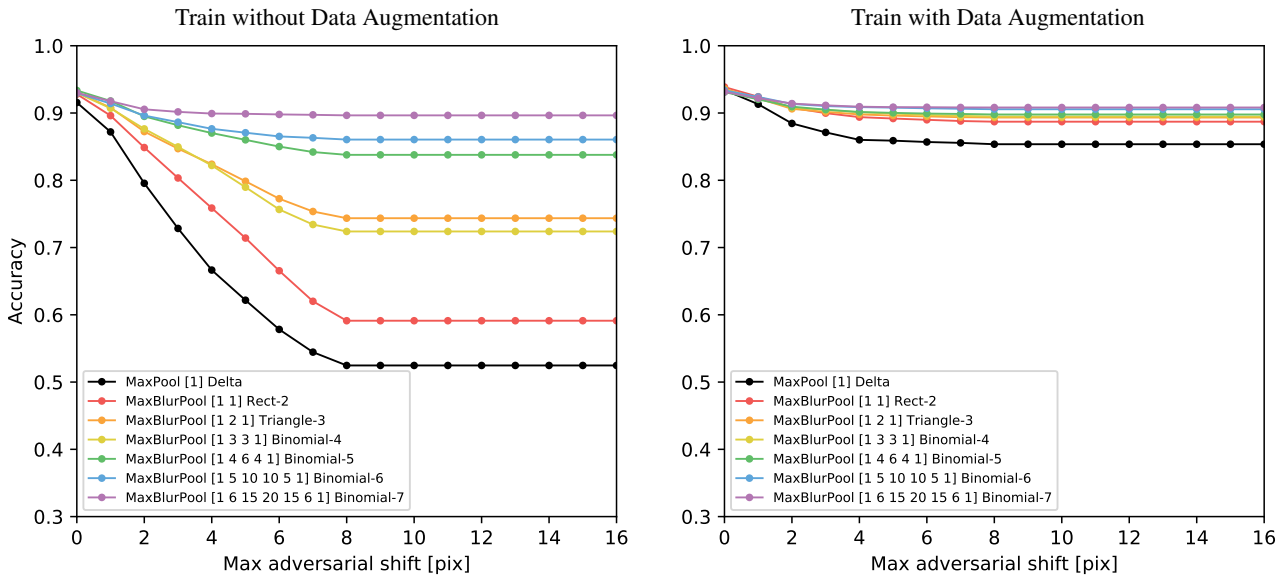 Train without Data Augmentation
1.0
0.9
0.8
0.7
0.6
0.5
0.4
0.3
Accuracy
MaxPool [1] Delta
MaxBlurPool [1 1] Rect-2
MaxBlurPool [1 2 1] Triangle-3
MaxBlurPool [1 3 3 1] Binomial-4
MaxBlurPool [1 4 6 4 1] Binomial-5
MaxBlurPool [1 5 10 10 5 1] Binomial-6
MaxBlurPool [1 6 15 20 15 6 1] Binomial-7
0 2 4 6 8 10 12 14 16
Max adversarial shift [pix]
Train with Data Augmentation
1.0
0.9
0.8
0.7
0.6
0.5
0.4
0.3
MaxPool [1] Delta
MaxBlurPool [1 1] Rect-2
MaxBlurPool [1 2 1] Triangle-3
MaxBlurPool [1 3 3 1] Binomial-4
MaxBlurPool [1 4 6 4 1] Binomial-5
MaxBlurPool [1 5 10 10 5 1] Binomial-6
MaxBlurPool [1 6 15 20 15 6 1] Binomial-7
0 2 4 6 8 10 12 14 16
Max adversarial shift [pix]